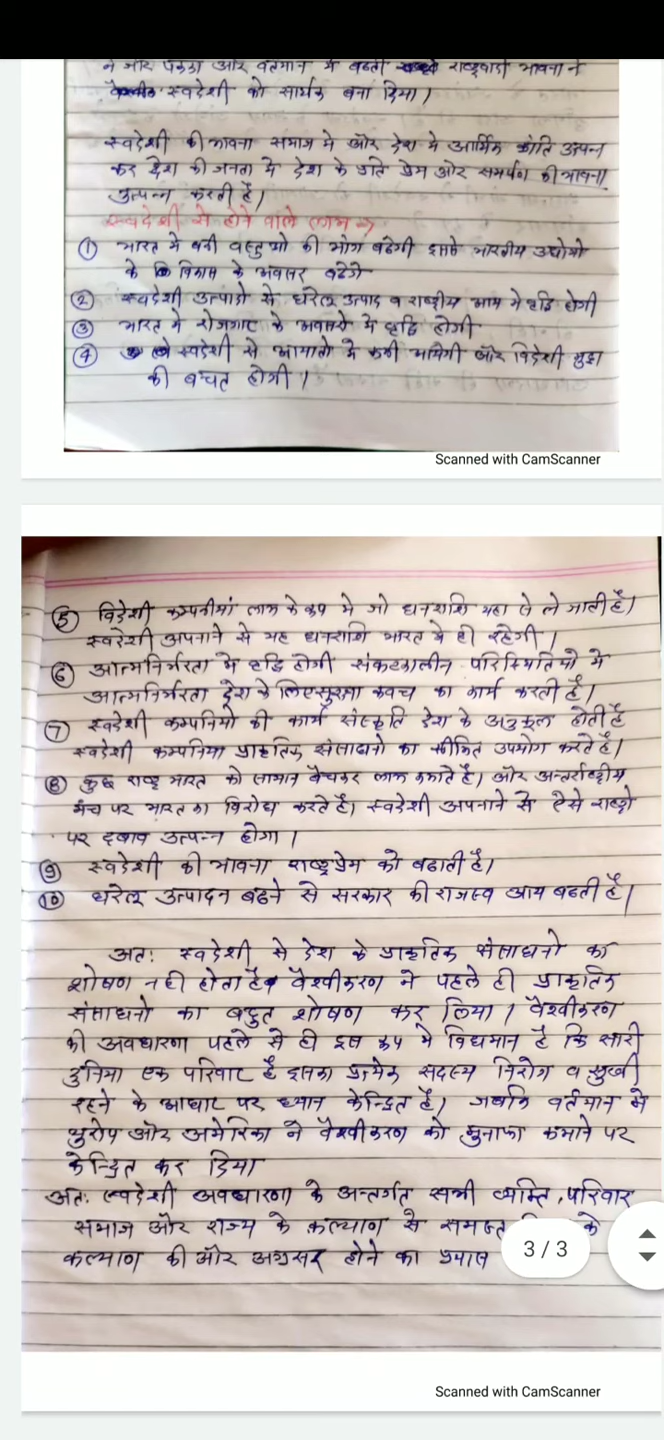 ने जोर पकडा और वर्तमान में बढती राष्ट्रवादी भावना ने
स्वदेशी को सार्थक बना दिया।
स्वदेशी की भावना समाज मे और देश मे आर्थिक क्रांति उत्पन्न
कर देश की जनता मे देश के प्रति प्रेम और समर्पण की भावना
उत्पन्न करती है।
स्वदेशी से होने वाले लाभ →
① भारत मे बनी वस्तुओ की मांग बढेगी इससे भारतीय उद्योगो
के विकास के अवसर बढेगे
② स्वदेशी उत्पादो से घरेलू उत्पाद व राष्ट्रीय आय मे वृद्धि होगी
③ भारत मे रोजगार के अवसरो मे वृद्धि होगी
④ स्वदेशी से आयातो मे कमी आयेगी और विदेशी मुद्रा
की बचत होगी।
Scanned with CamScanner
⑤ विदेशी कम्पनीयां लाभ के रूप मे जो धनराशि यहा से ले जाती है।
स्वदेशी अपनाने से यह धनराशि भारत मे ही रहेगी।
⑥ आत्मनिर्भरता मे वृद्धि होगी संकटकालीन परिस्थितियो मे
आत्मनिर्भरता देश के लिए सुरक्षा कवच का कार्य करती है।
⑦ स्वदेशी कम्पनियो की कार्य संस्कृति देश के अनुकूल होती है
स्वदेशी कम्पनिया प्राकृतिक संसाधनो का सीमित उपयोग करते है।
⑧ कुछ राष्ट्र भारत को सामान बेचकर लाभ कमाते है। और अन्तर्राष्ट्रीय
मंच पर भारत का विरोध करते है। स्वदेशी अपनाने से ऐसे राष्ट्रो
पर दबाव उत्पन्न होगा।
⑨ स्वदेशी की भावना राष्ट्रप्रेम को बढाती है।
⑩ घरेलू उत्पादन बढने से सरकार की राजस्व आय बढती है।
अतः स्वदेशी से देश के प्राकृतिक संसाधनो का
शोषण नही होता है वैश्वीकरण ने पहले ही प्राकृतिक
संसाधनो का बहुत शोषण कर लिया। वैश्वीकरण
की अवधारणा पहले से ही इस रूप मे विधमान है कि सारी
दुनिया एक परिवार है इसका प्रत्येक सदस्य निरोग व सुखी
रहने के आधार पर ध्यान केन्द्रित है। जबकि वर्तमान मे
युरोप और अमेरिका ने वैश्वीकरण को मुनाफा कमाने पर
केन्द्रित कर दिया
अतः स्वदेशी अवधारणा के अन्तर्गत सभी व्यक्ति, परिवार
समाज और राज्य के कल्याण से समस्त के
कल्याण की और अग्रसर होने का प्रयास
3 / 3
Scanned with CamScanner